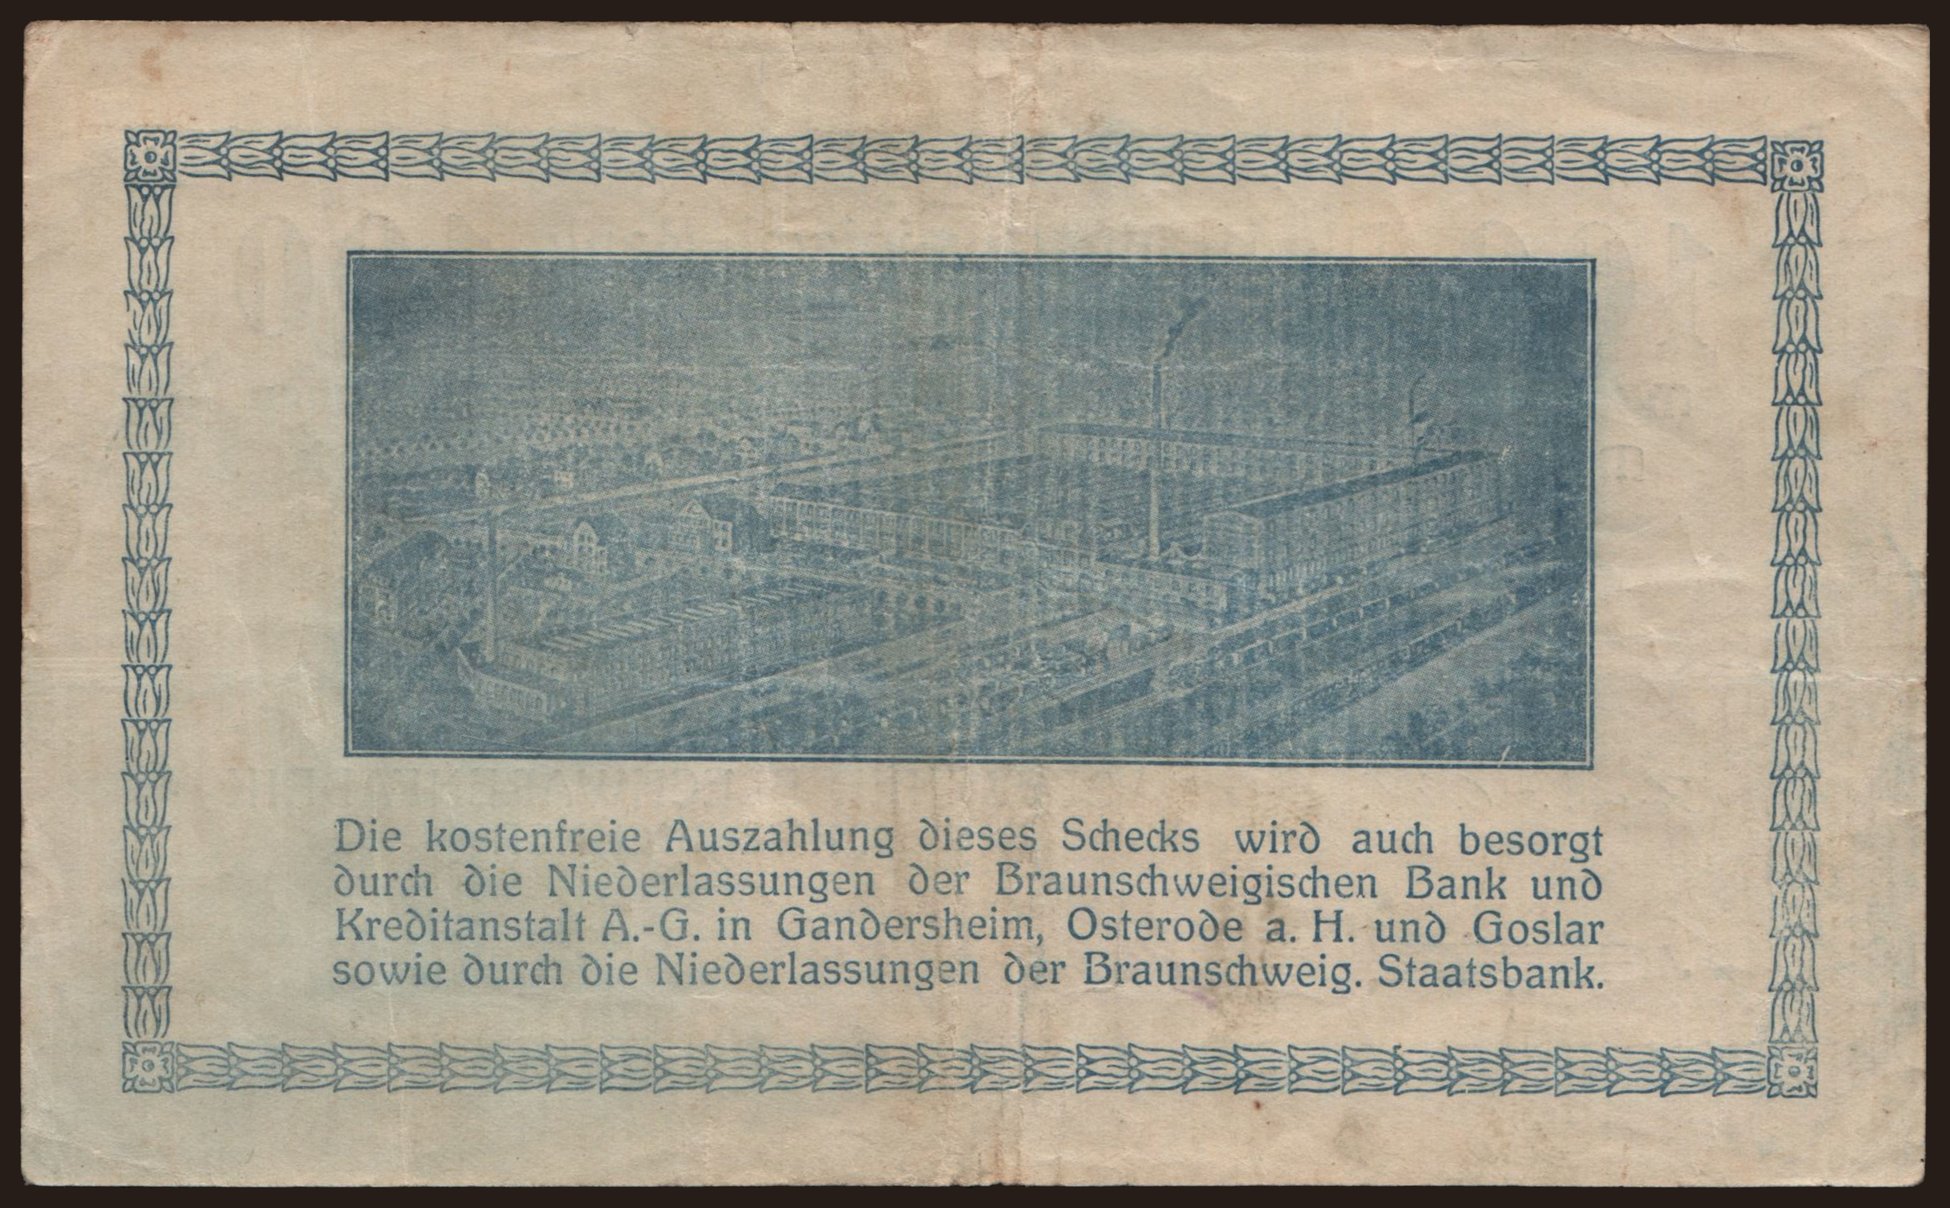 Die kostenfreie Auszahlung dieses Schecks wird auch besorgt
durch die Niederlassungen der Braunschweigischen Bank und
Kreditanstalt A.-G. in Gandersheim, Osterode a. H. und Goslar
sowie durch die Niederlassungen der Braunschweig. Staatsbank.